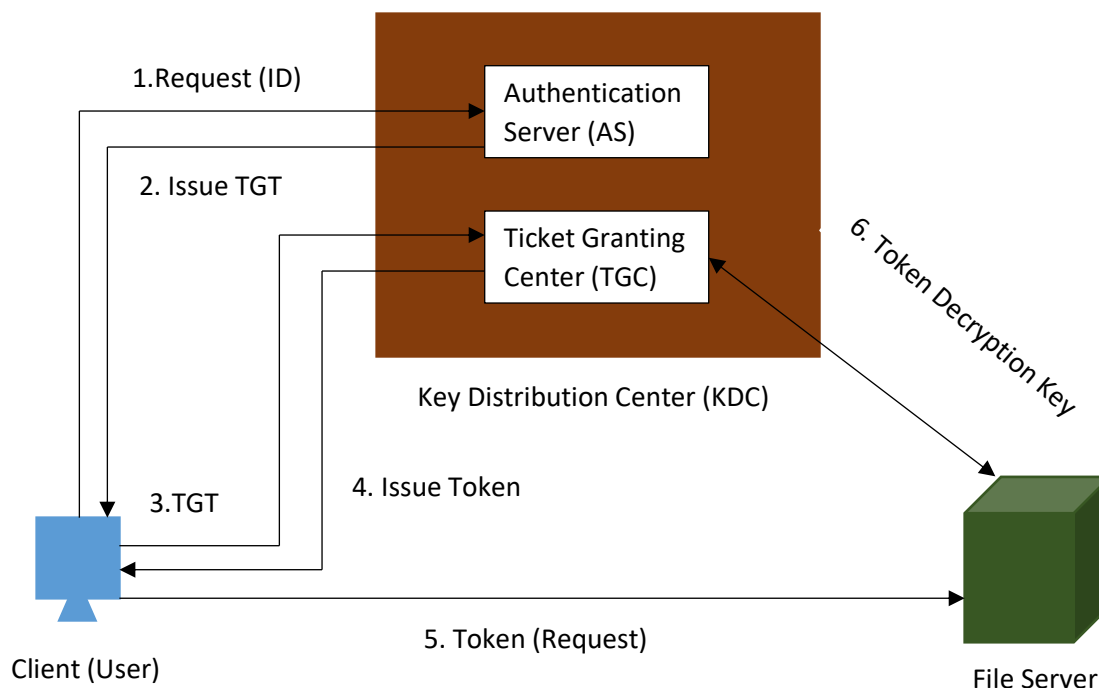 1.Request (ID)
Authentication
Server (AS)
2. Issue TGT
Ticket Granting
Center (TGC)
6. Token Decryption Key
Key Distribution Center (KDC)
3.TGT
4. Issue Token
5. Token (Request)
Client (User)
File Server